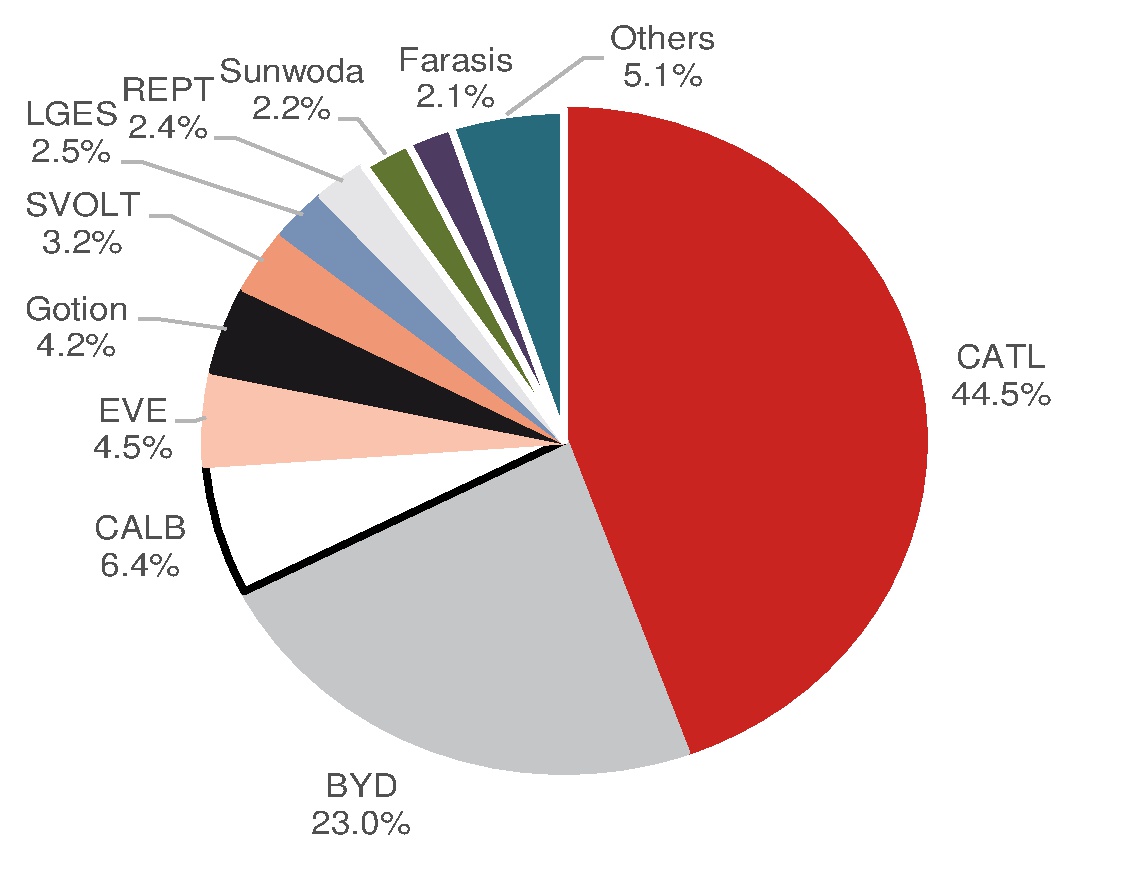 Others
5.1%
Farasis
2.1%
Sunwoda
2.2%
REPT
2.4%
LGES
2.5%
SVOLT
3.2%
Gotion
4.2%
EVE
4.5%
CALB
6.4%
BYD
23.0%
CATL
44.5%